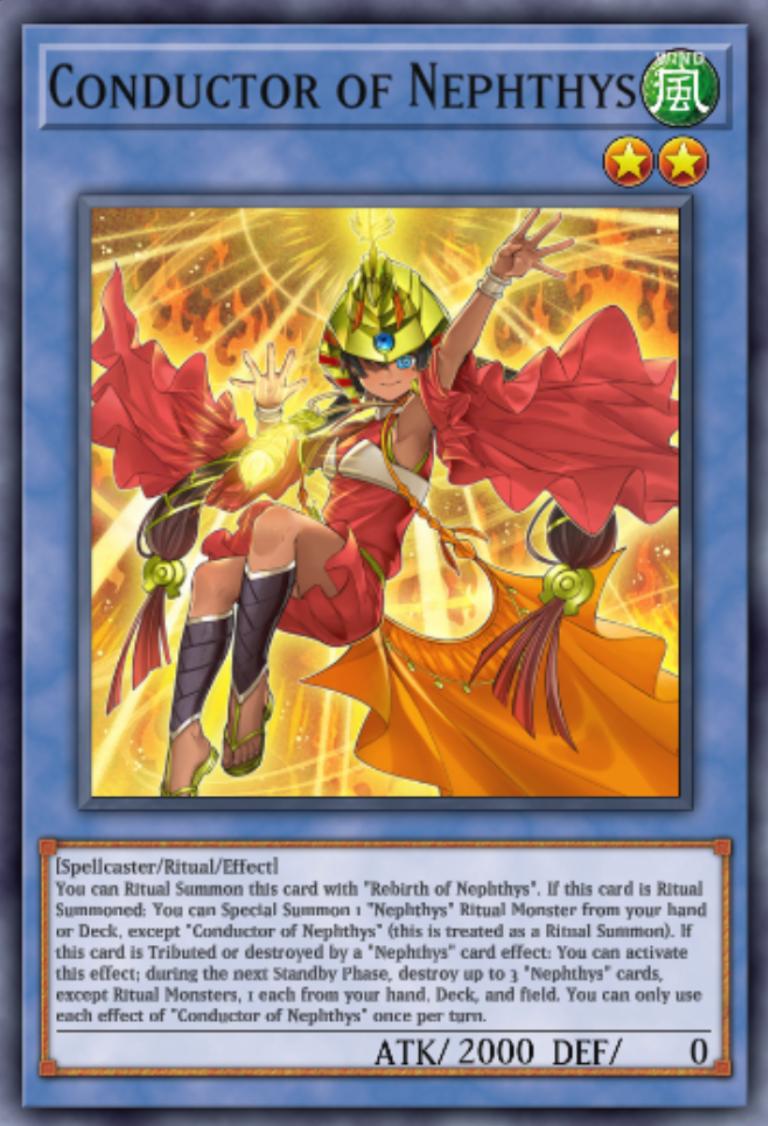 CONDUCTOR OF NEPHTHYS
WIND
風
[Spellcaster/Ritual/Effect]
You can Ritual Summon this card with "Rebirth of Nephthys". If this card is Ritual
Summoned: You can Special Summon 1 "Nephthys" Ritual Monster from your hand
or Deck, except "Conductor of Nephthys" (this is treated as a Ritual Summon). If
this card is Tributed or destroyed by a "Nephthys" card effect: You can activate
this effect; during the next Standby Phase, destroy up to 3 "Nephthys" cards,
except Ritual Monsters, 1 each from your hand, Deck, and field. You can only use
each effect of "Conductor of Nephthys" once per turn.
ATK/ 2000 DEF/ 0